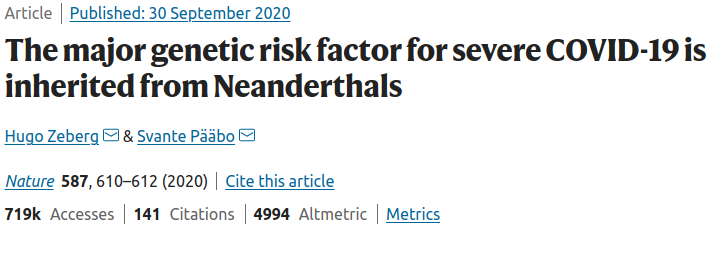 Article | Published: 30 September 2020
The major genetic risk factor for severe COVID-19 is
inherited from Neanderthals
Hugo Zeberg & Svante Pääbo
Nature 587, 610–612 (2020) | Cite this article
719k Accesses | 141 Citations | 4994 Altmetric | Metrics